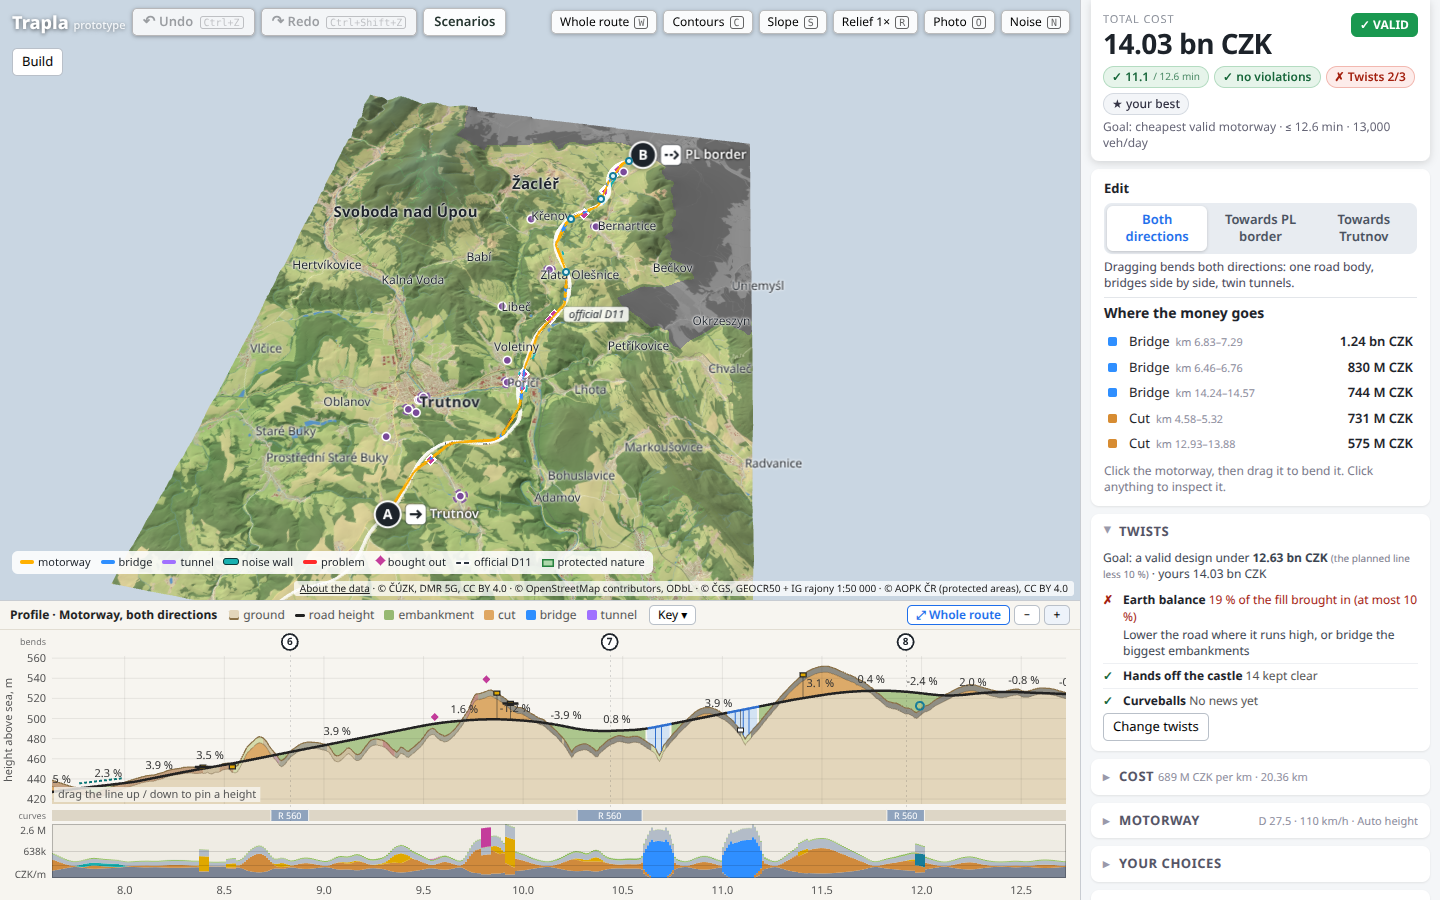 Trapla prototype
↶ Undo Ctrl+Z
↷ Redo Ctrl+Shift+Z
Scenarios
Whole route W
Contours C
Slope S
Relief 1× R
Photo O
Noise N
Build
B
PL border
Žacléř
Svoboda nad Úpou
Křenov
Bernartice
Babí
Hertvíkovice
Kalná Voda
Zlatá Olešnice
Bečkov
Uniemyśl
Libeč
official D11
Okrzeszyn
Vlčice
Voletiny
Petříkovice
Chvaleč
Poříčí
Lhota
Oblanov
Trutnov
Staré Buky
Markoušovice
Prostřední Staré Buky
Radvanice
Bohuslavice
Adamov
A
Trutnov
motorway
bridge
tunnel
noise wall
problem
bought out
official D11
protected nature
About the data · © ČÚZK, DMR 5G, CC BY 4.0 · © OpenStreetMap contributors, ODbL · © ČGS, GEOCR50 + IG rajony 1:50 000 · © AOPK ČR (protected areas), CC BY 4.0
Profile · Motorway, both directions
ground
road height
embankment
cut
bridge
tunnel
Key ▾
⤢ Whole route
−
+
bends
6
7
8
height above sea, m
560
540
520
500
480
460
440
420
5 %
2.3 %
3.9 %
3.5 %
3.9 %
1.6 %
-1.2 %
-3.9 %
0.8 %
3.9 %
3.1 %
0.4 %
-2.4 %
2.0 %
-0.8 %
drag the line up / down to pin a height
curves
R 560
R 560
R 560
2.6 M
638k
CZK/m
8.0
8.5
9.0
9.5
10.0
10.5
11.0
11.5
12.0
12.5
TOTAL COST
14.03 bn CZK
✓ VALID
✓ 11.1 / 12.6 min
✓ no violations
✗ Twists 2/3
★ your best
Goal: cheapest valid motorway · ≤ 12.6 min · 13,000
veh/day
Edit
Both
directions
Towards PL
border
Towards
Trutnov
Dragging bends both directions: one road body,
bridges side by side, twin tunnels.
Where the money goes
Bridge km 6.83–7.29 1.24 bn CZK
Bridge km 6.46–6.76 830 M CZK
Bridge km 14.24–14.57 744 M CZK
Cut km 4.58–5.32 731 M CZK
Cut km 12.93–13.88 575 M CZK
Click the motorway, then drag it to bend it. Click
anything to inspect it.
▼ TWISTS
Goal: a valid design under 12.63 bn CZK (the planned line
less 10 %) · yours 14.03 bn CZK
✗ Earth balance 19 % of the fill brought in (at most 10
%)
Lower the road where it runs high, or bridge the
biggest embankments
✓ Hands off the castle 14 kept clear
✓ Curveballs No news yet
Change twists
▶ COST 689 M CZK per km · 20.36 km
▶ MOTORWAY D 27.5 · 110 km/h · Auto height
▶ YOUR CHOICES